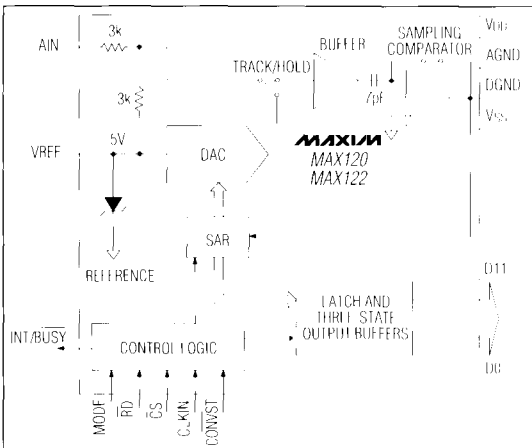 3k
AIN
3k
VREF
5V
REFERENCE
TRACK/HOLD
BUFFER
7pF
SAMPLING
COMPARATOR
VDD
AGND
DGND
VSS
DAC
MAXIM
MAX120
MAX122
SAR
CONTROL LOGIC
LATCH AND
THREE STATE
OUTPUT BUFFERS
D11
D0
INT/BUSY
MODE
RD
CS
CLKIN
CONVST